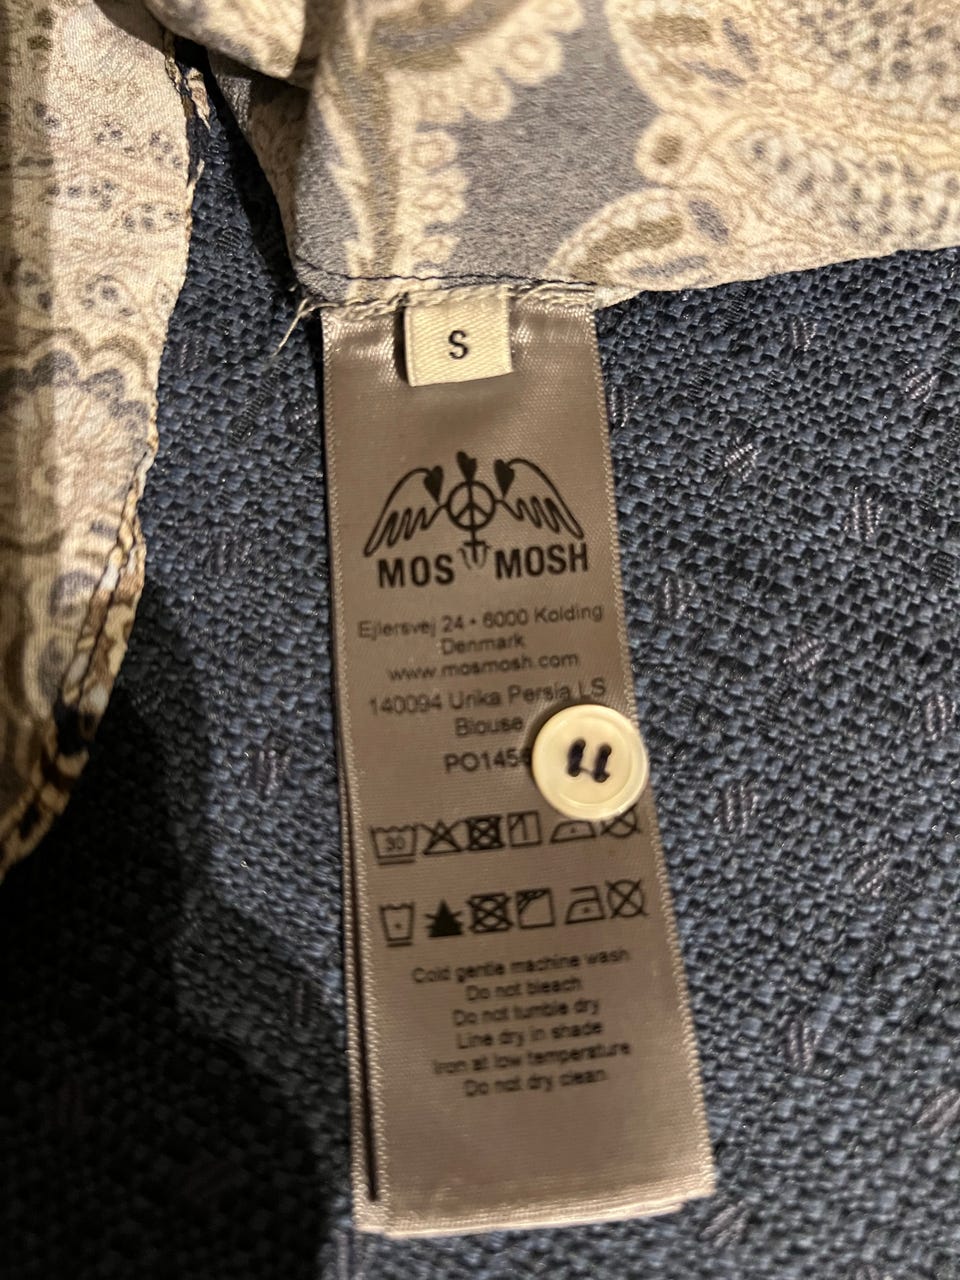 S
MOS MOSH
Ejlersvej 24 • 6000 Kolding
Denmark
www.mosmosh.com
140094 Urika Persia LS
Blouse
30
Cold gentle machine wash
Do not bleach
Do not tumble dry
Line dry in shade
Iron at low temperature
Do not dry clean